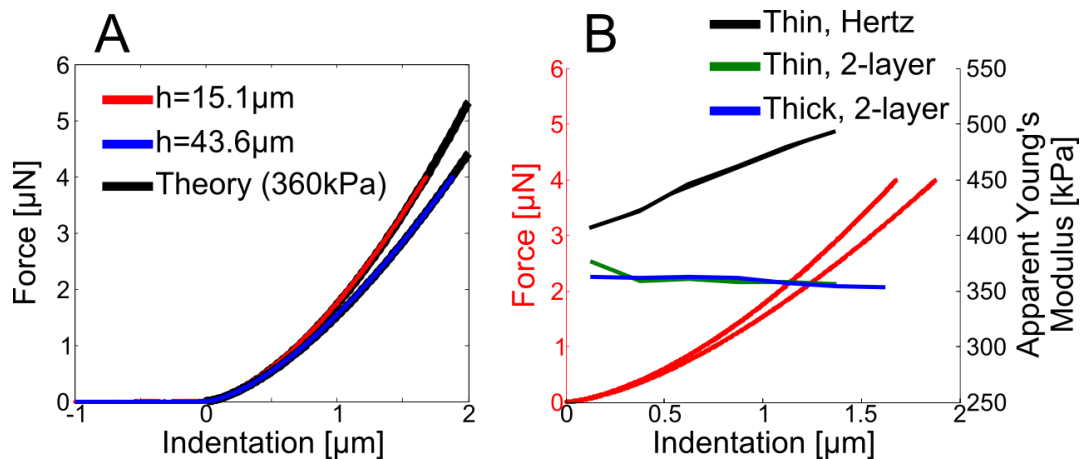 A
6
5
4
3
2
1
0
Force [µN]
h=15.1µm
h=43.6µm
Theory (360kPa)
-1
0
1
2
Indentation [µm]
B
Thin, Hertz
Thin, 2-layer
Thick, 2-layer
6
5
4
3
2
1
0
Force [µN]
550
500
450
400
350
300
250
Apparent Young's
Modulus [kPa]
0
0.5
1
1.5
2
Indentation [µm]